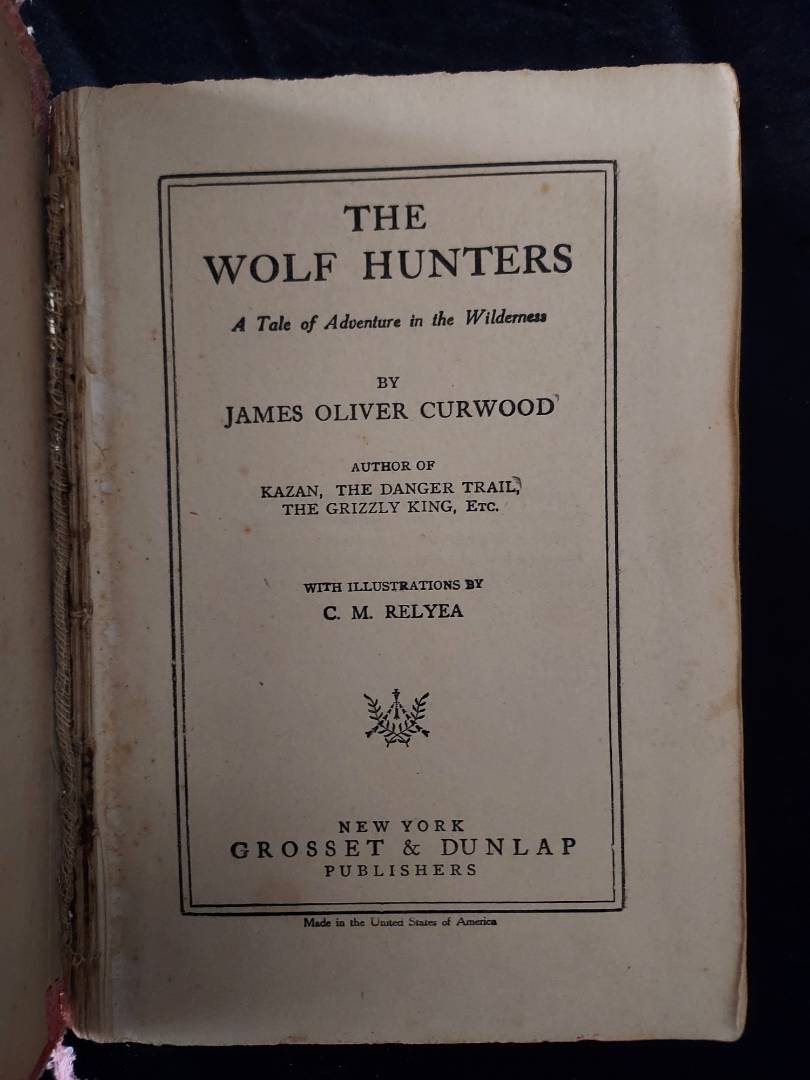 THE
WOLF HUNTERS
A Tale of Adventure in the Wilderness
BY
JAMES OLIVER CURWOOD
AUTHOR OF
KAZAN, THE DANGER TRAIL,
THE GRIZZLY KING, ETC.
WITH ILLUSTRATIONS BY
C. M. RELYEA
NEW YORK
GROSSET & DUNLAP
PUBLISHERS
Made in the United States of America